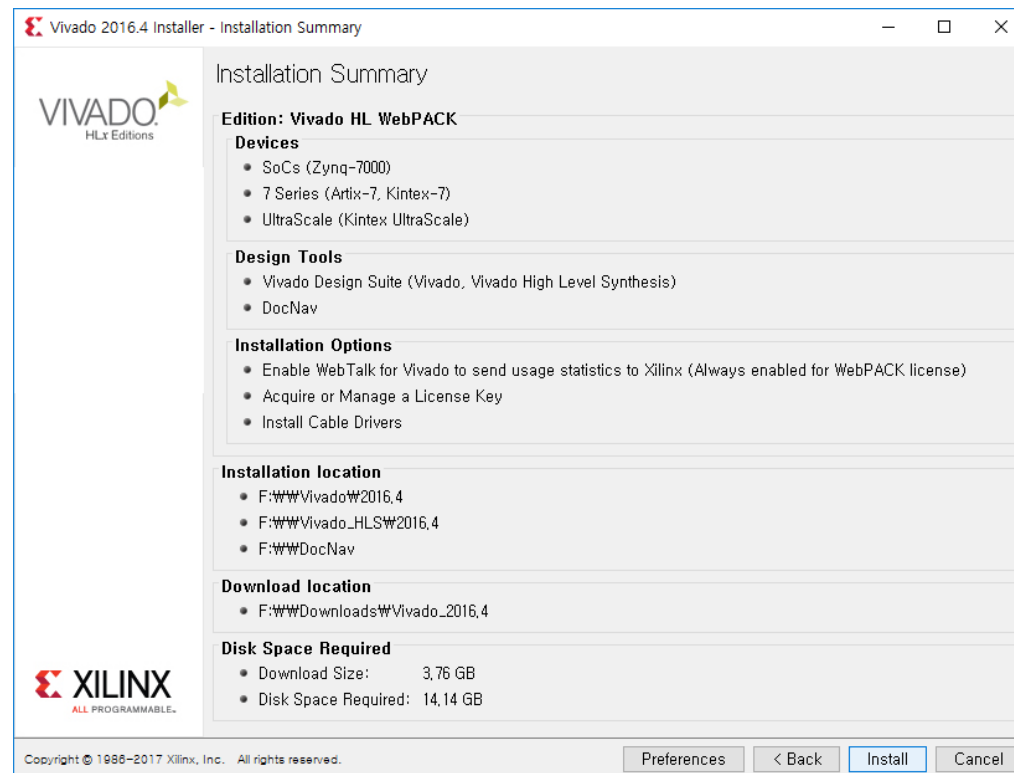 Vivado 2016.4 Installer - Installation Summary
Installation Summary
VIVADO.
HLx Editions
Edition: Vivado HL WebPACK
Devices
SoCs (Zynq-7000)
7 Series (Artix-7, Kintex-7)
UltraScale (Kintex UltraScale)
Design Tools
Vivado Design Suite (Vivado, Vivado High Level Synthesis)
DocNav
Installation Options
Enable WebTalk for Vivado to send usage statistics to Xilinx (Always enabled for WebPACK license)
Acquire or Manage a License Key
Install Cable Drivers
Installation location
F:₩₩Vivado₩2016.4
F:₩₩Vivado_HLS₩2016.4
F:₩₩DocNav
Download location
F:₩₩Downloads₩Vivado_2016.4
Disk Space Required
Download Size: 3.76 GB
Disk Space Required: 14.14 GB
XILINX
ALL PROGRAMMABLE.
Copyright © 1986-2017 Xilinx, Inc. All rights reserved.
Preferences < Back Install Cancel